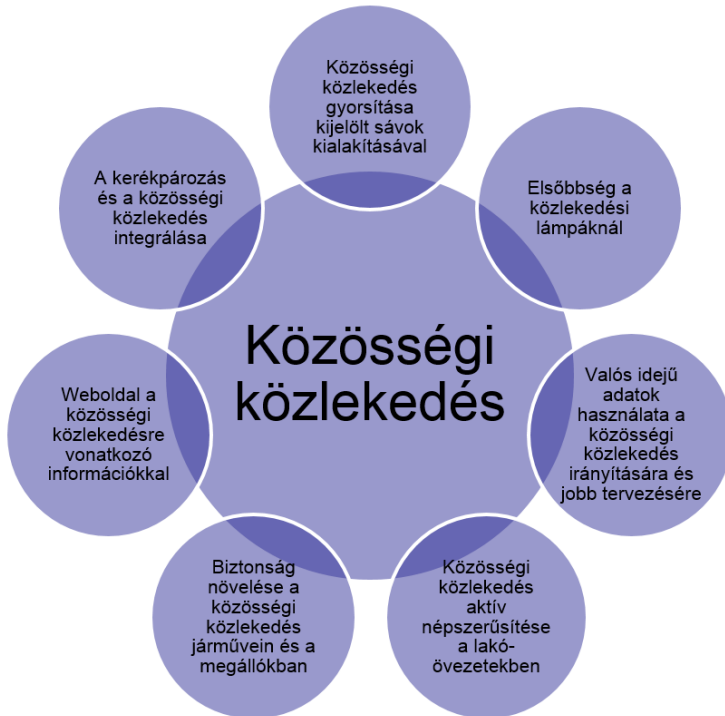 Közösségi
közlekedés
gyorsítása
kijelölt sávok
kialakításával
A kerékpározás
és a közösségi
közlekedés
integrálása
Elsőbbség a
közlekedési
lámpáknál
Közösségi
közlekedés
Weboldal a
közösségi
közlekedésre
vonatkozó
információkkal
Valós idejű
adatok
használata a
közösségi
közlekedés
irányítására és
jobb tervezésére
Biztonság
növelése a
közösségi
közlekedés
járművein és a
megállókban
Közösségi
közlekedés
aktív
népszerűsítése
a lakó-
övezetekben